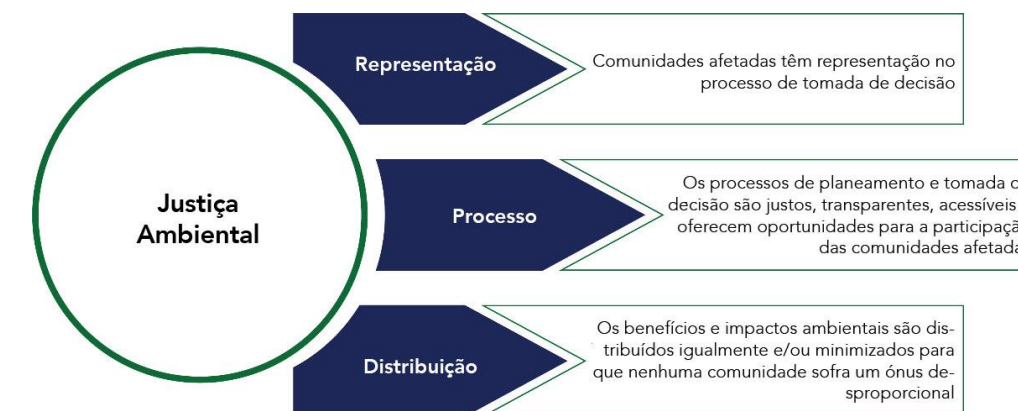 Justiça
Ambiental
Representação
Comunidades afetadas têm representação no
processo de tomada de decisão
Processo
Os processos de planeamento e tomada
decisão são justos, transparentes, acessíveis
oferecem oportunidades para a
das comunidades
Distribuição
Os benefícios e impactos ambientais são dis-
tribuídos igualmente e/ou minimizados para
que nenhuma comunidade sofra um ónus de-
sproporcional